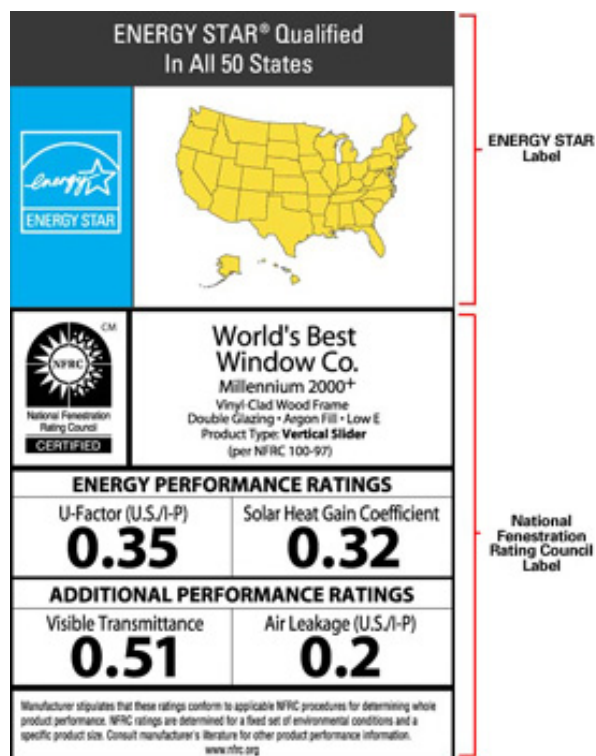 ENERGY STAR® Qualified
In All 50 States
energy
ENERGY STAR
ENERGY STAR
Label
CM
NFRC
National Fenestration
Rating Council
CERTIFIED
World's Best
Window Co.
Millennium 2000+
Vinyl-Clad Wood Frame
Double Glazing • Argon Fill • Low E
Product Type: Vertical Slider
(per NFRC 100-97)
ENERGY PERFORMANCE RATINGS
U-Factor (U.S./I-P)
0.35
Solar Heat Gain Coefficient
0.32
ADDITIONAL PERFORMANCE RATINGS
Visible Transmittance
0.51
Air Leakage (U.S./I-P)
0.2
National
Fenestration
Rating Council
Label
Manufacturer stipulates that these ratings conform to applicable NFRC procedures for determining whole
product performance. NFRC ratings are determined for a fixed set of environmental conditions and a
specific product size. Consult manufacturer's literature for other product performance information.
www.nfrc.org